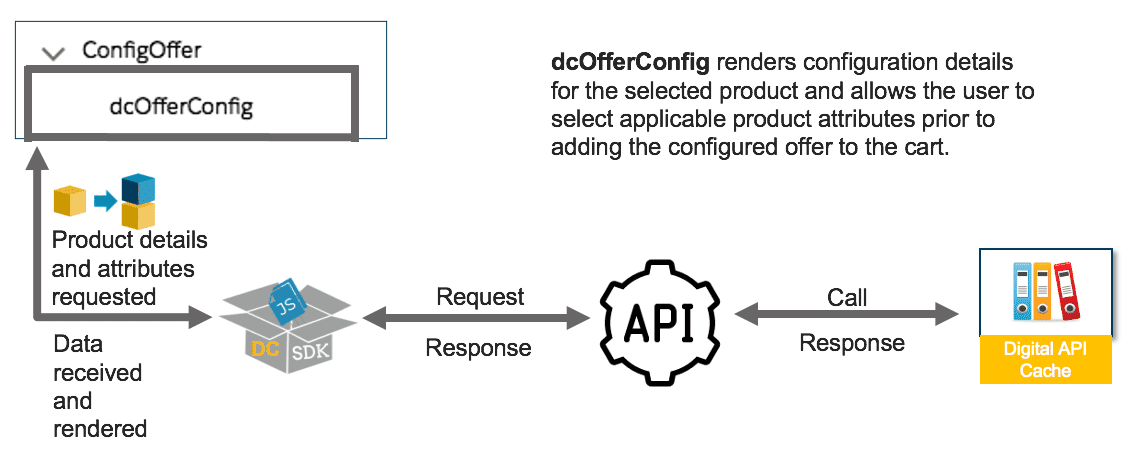 ConfigOffer
dcOfferConfig
dcOfferConfig renders configuration details
for the selected product and allows the user to
select applicable product attributes prior to
adding the configured offer to the cart.
Product details
and attributes
requested
Data
received
and
rendered
JS
DC
SDK
Request
Response
API
Call
Response
Digital API
Cache